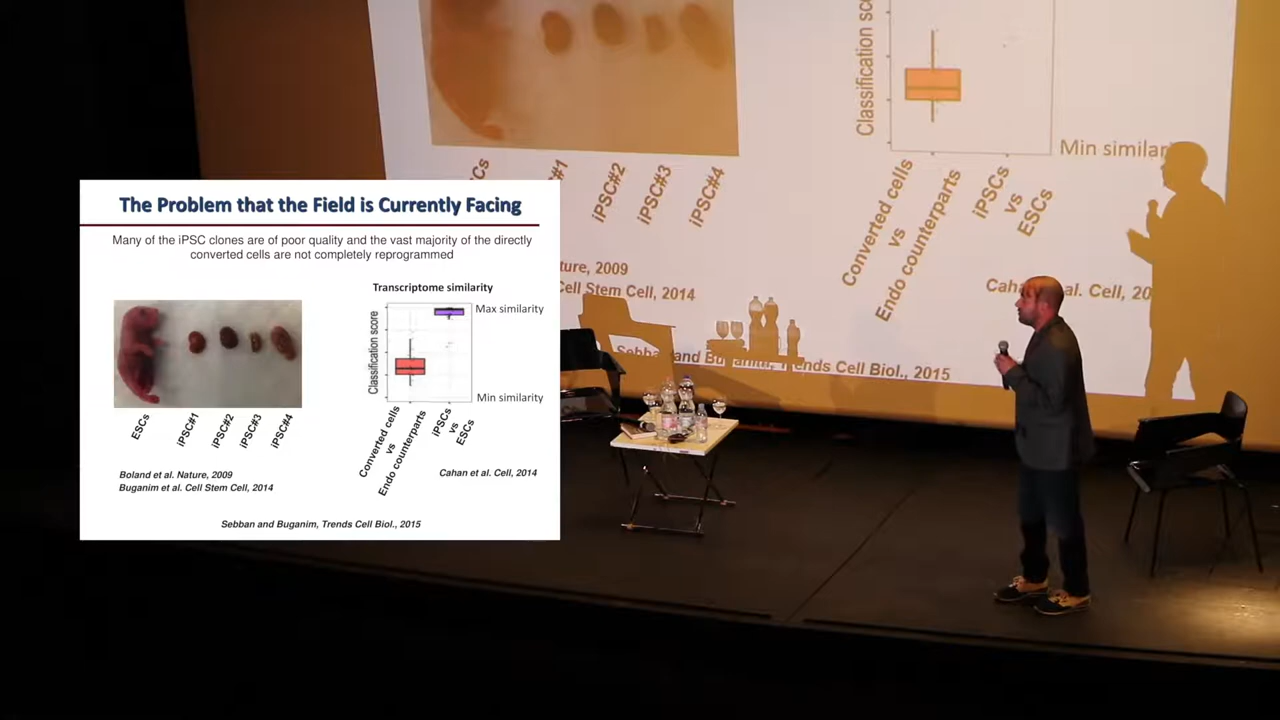 The Problem that the Field is Currently Facing
Many of the iPSC clones are of poor quality and the vast majority of the directly
converted cells are not completely reprogrammed
Transcriptome similarity
Max similarity
Classification score
Min similarity
ESCs
iPSC#1
iPSC#2
iPSC#3
iPSC#4
Converted cells
vs
Endo counterparts
iPSCs
vs
ESCs
Boland et al. Nature, 2009
Buganim et al. Cell Stem Cell, 2014
Cahan et al. Cell, 2014
Sebban and Buganim, Trends Cell Biol., 2015
Classification sc
Min similar
Cs
#1
iPSC#2
iPSC#3
iPSC#4
Converted cells
vs
Endo counterparts
iPSCs
vs
ESCs
ture, 2009
Cell Stem Cell, 2014
Caha al. Cell, 20
Sebba and Buganim, Trends Cell Biol., 2015